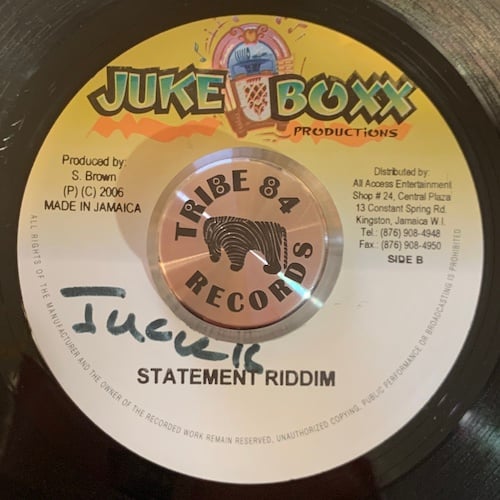 JUKE BOXX
PRODUCTIONS
Produced by:
S. Brown
(P) (C) 2006
MADE IN JAMAICA
Distributed by:
All Access Entertainment
Shop # 24, Central Plaza
13 Constant Spring Rd.
Kingston, Jamaica W.I.
Tel.: (876) 908-4948
Fax.: (876) 908-4950
SIDE B
TRIBE 84
RECORDS
STATEMENT RIDDIM
ALL RIGHTS OF THE MANUFACTURER AND THE OWNER OF THE RECORDED WORK REMAIN RESERVED, UNAUTHORIZED COPYING, PUBLIC PERFORMANCE OR BROADCASTING IS PROHIBITED